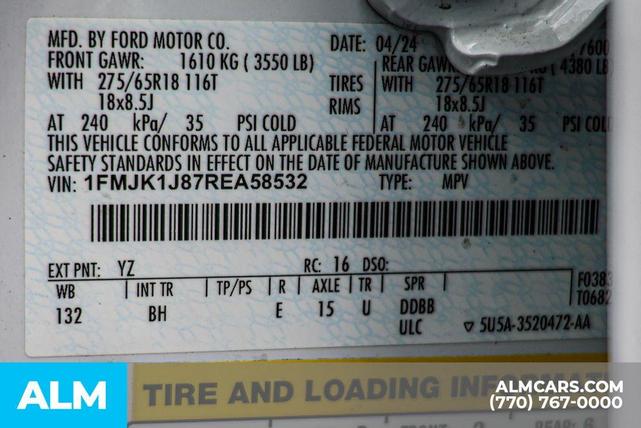 MFD. BY FORD MOTOR CO. DATE: 04/24
FRONT GAWR: 1610 KG ( 3550 LB) REAR GAWR KG ( 4380 LB
WITH 275/65R18 116T TIRES 275/65R18 116T
18x8.5J RIMS 18x8.5J
AT 240 kPa/ 35 PSI COLD AT 240 kPa/ 35 PSI
THIS VEHICLE CONFORMS TO ALL APPLICABLE FEDERAL MOTOR VEHICLE
SAFETY STANDARDS IN EFFECT ON THE DATE OF MANUFACTURE SHOWN ABOVE.
VIN: 1FMJK1J87REA58532 TYPE: MPV
EXT PNT: YZ RC: 16 DSO:
WB INT TR TP/PS R AXLE TR SPR
132 BH E 15 U DDBB
ULC
F0383
T0682
5U5A-3520472-AA
TIRE AND LOADING INFORMATION
ALM
ALMCARS.COM
(770) 767-0000